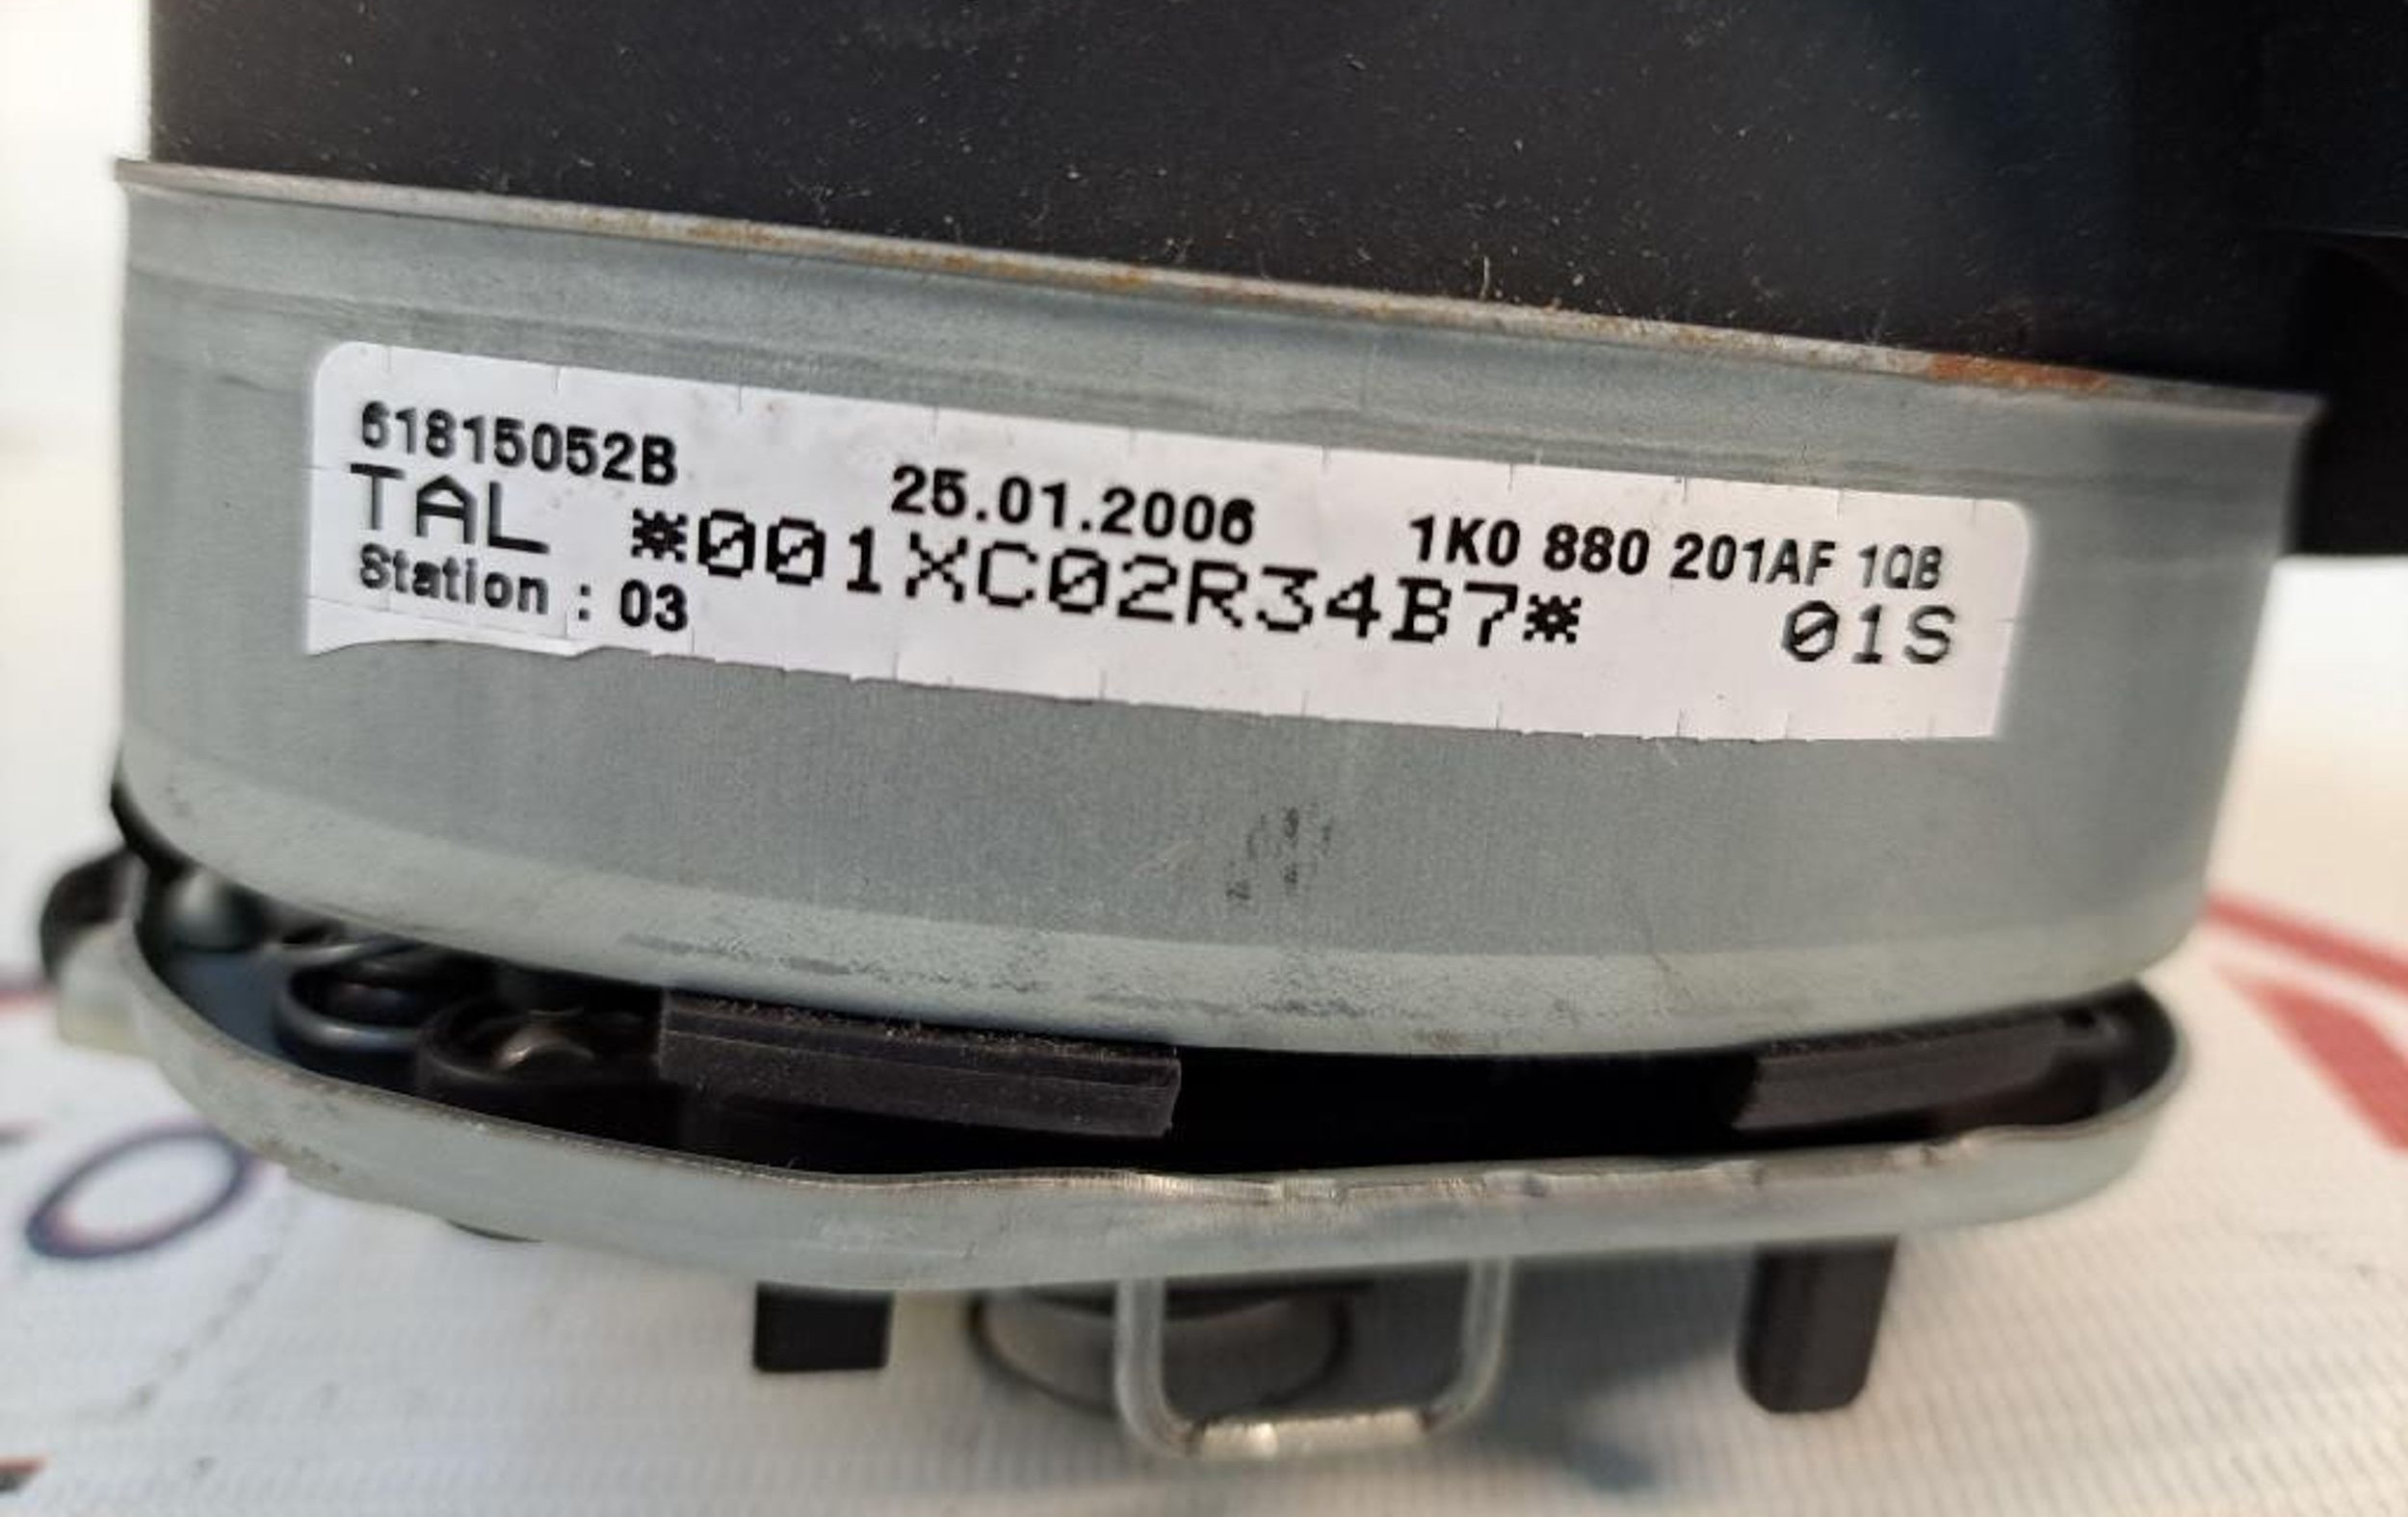 61815052B 25.01.2006 1K0 880 201AF 1QB
TAL *001XC02R34B7* 01S
Station : 03